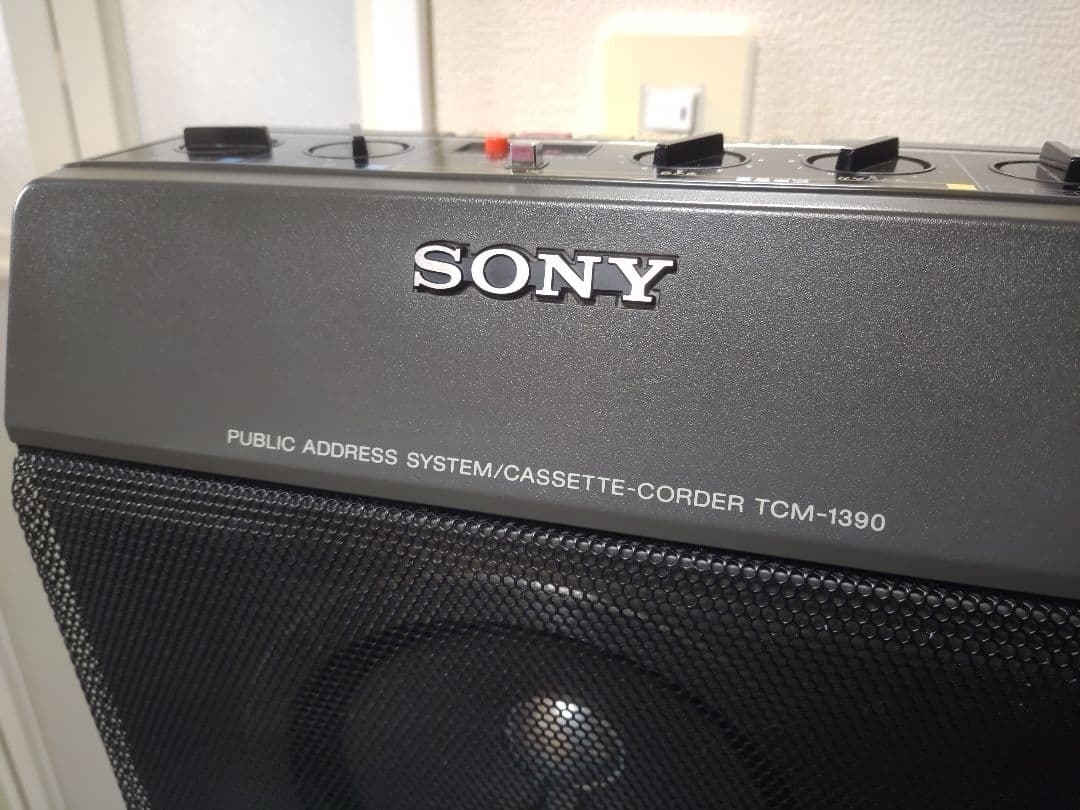 SONY
PUBLIC ADDRESS SYSTEM/CASSETTE-CORDER TCM-1390